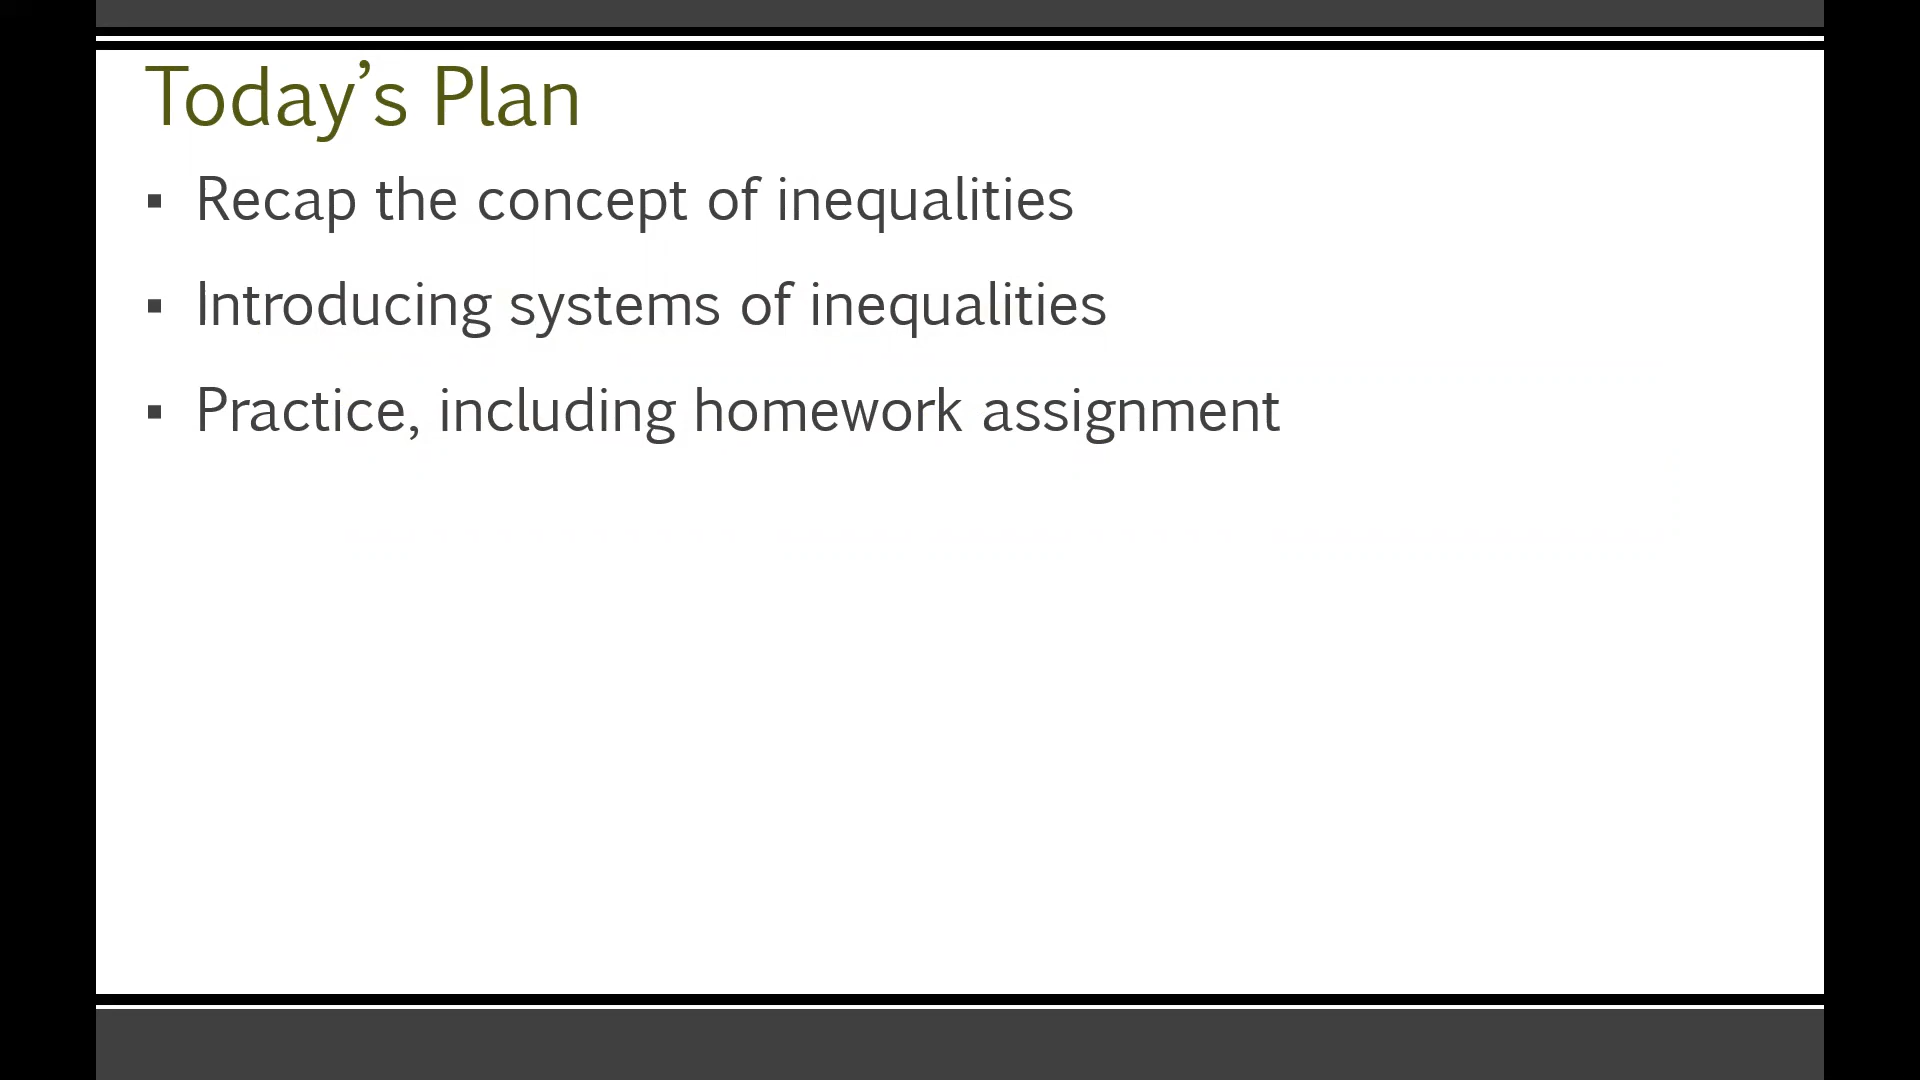 Today’s Plan
▪ Recap the concept of inequalities
▪ Introducing systems of inequalities
▪ Practice, including homework assignment